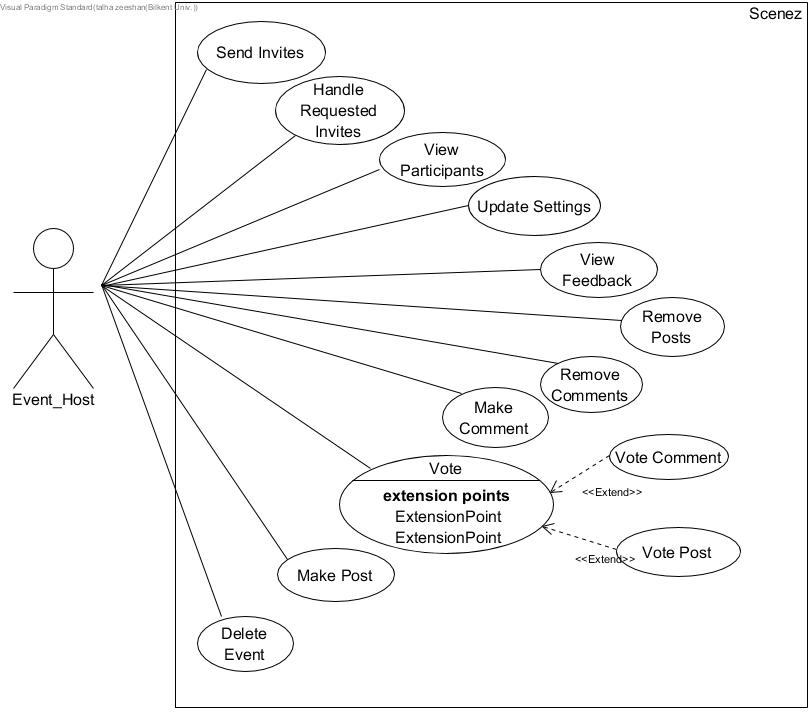 Visual Paradigm Standard(talha zeeshan(Bilkent Univ.))
Scenez
Send Invites
Handle
Requested
Invites
View
Participants
Update Settings
View
Feedback
Remove
Posts
Remove
Comments
Make
Comment
Event_Host
Vote
extension points
ExtensionPoint
ExtensionPoint
Vote Comment
<<Extend>>
Vote Post
<<Extend>>
Make Post
Delete
Event